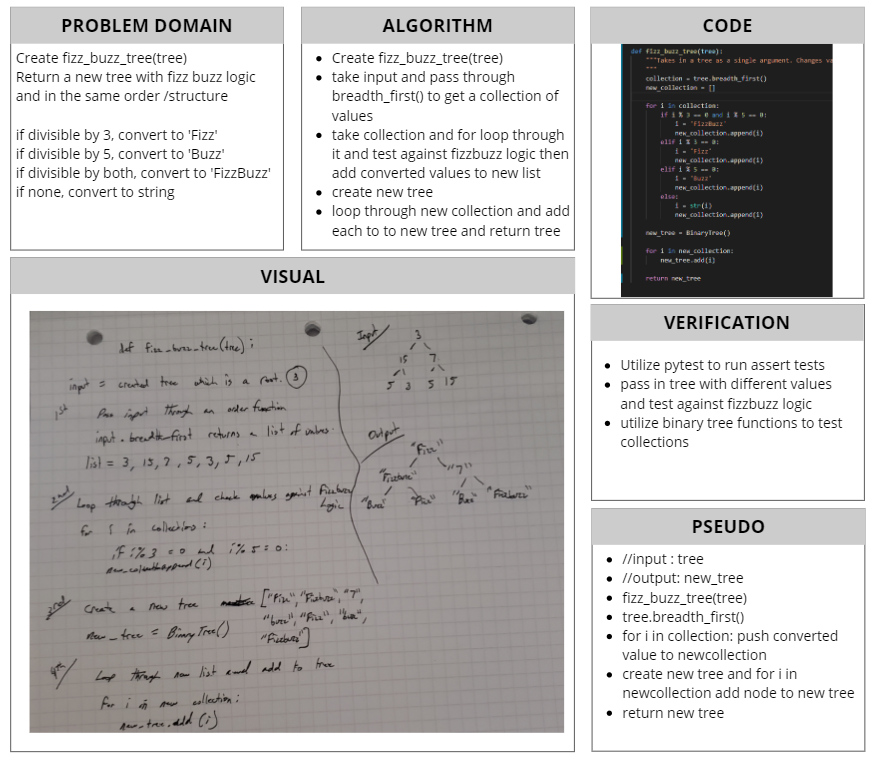 PROBLEM DOMAIN
Create fizz_buzz_tree(tree)
Return a new tree with fizz buzz logic
and in the same order /structure
if divisible by 3, convert to 'Fizz'
if divisible by 5, convert to 'Buzz'
if divisible by both, convert to 'FizzBuzz'
if none, convert to string
ALGORITHM
• Create fizz_buzz_tree(tree)
• take input and pass through
breadth_first() to get a collection of
values
• take collection and for loop through
it and test against fizzbuzz logic then
add converted values to new list
• create new tree
• loop through new collection and add
each to to new tree and return tree
CODE
def fizz_buzz_tree(tree):
"""Takes in a tree as a single argument. Changes va
"""
collection = tree.breadth_first()
new_collection = []
for i in collection:
if i % 3 == 0 and i % 5 == 0:
i = 'FizzBuzz'
new_collection.append(i)
elif i % 3 == 0:
i = 'Fizz'
new_collection.append(i)
elif i % 5 == 0:
i = 'Buzz'
new_collection.append(i)
else:
i = str(i)
new_collection.append(i)
new_tree = BinaryTree()
for i in new_collection:
new_tree.add(i)
return new_tree
VISUAL
def fizz_buzz_tree(tree):
input = created tree which is a root. 3
1st Pass input through an order function
input.breadth_first returns a list of values.
list = 3, 15, 7, 5, 3, 5, 15
2nd Loop through list and check values against Fizzbuzz
Logic
for i in collections:
if i % 3 = 0 and i % 5 = 0:
(i)
create a new tree ["Fizz", "Fizbuzz", "7",
"buzz", "Fizz", "buzz",
new_tree = BinaryTree() "Fizzbuzz"]
4th Loop through new list and add to tree
for i in new collection:
new_tree.add(i)
Input
3
15 7
5 3 5 15
Output
"Fizz"
"Fizzbuzz" "7"
"Buzz" "Fizz" "Buzz" "Fizzbuzz"
VERIFICATION
• Utilize pytest to run assert tests
• pass in tree with different values
and test against fizzbuzz logic
• utilize binary tree functions to test
collections
PSEUDO
• //input : tree
• //output: new_tree
• fizz_buzz_tree(tree)
• tree.breadth_first()
• for i in collection: push converted
value to newcollection
• create new tree and for i in
newcollection add node to new tree
• return new tree